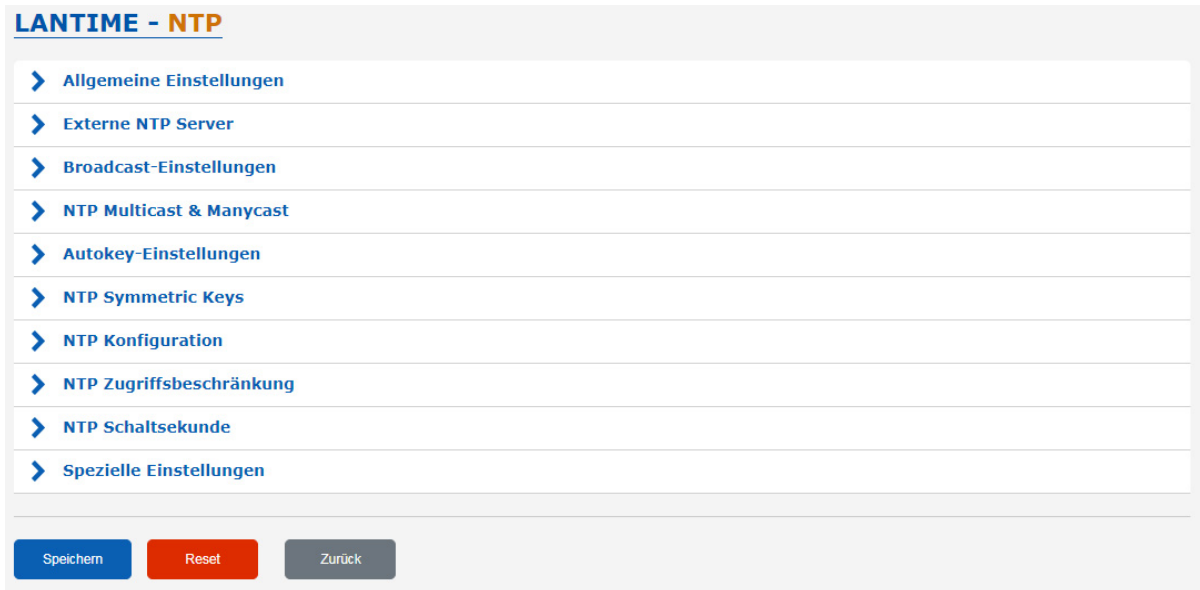 LANTIME - NTP
Allgemeine Einstellungen
Externe NTP Server
Broadcast-Einstellungen
NTP Multicast & Manycast
Autokey-Einstellungen
NTP Symmetric Keys
NTP Konfiguration
NTP Zugriffsbeschränkung
NTP Schaltsekunde
Spezielle Einstellungen
Speichern Reset Zurück